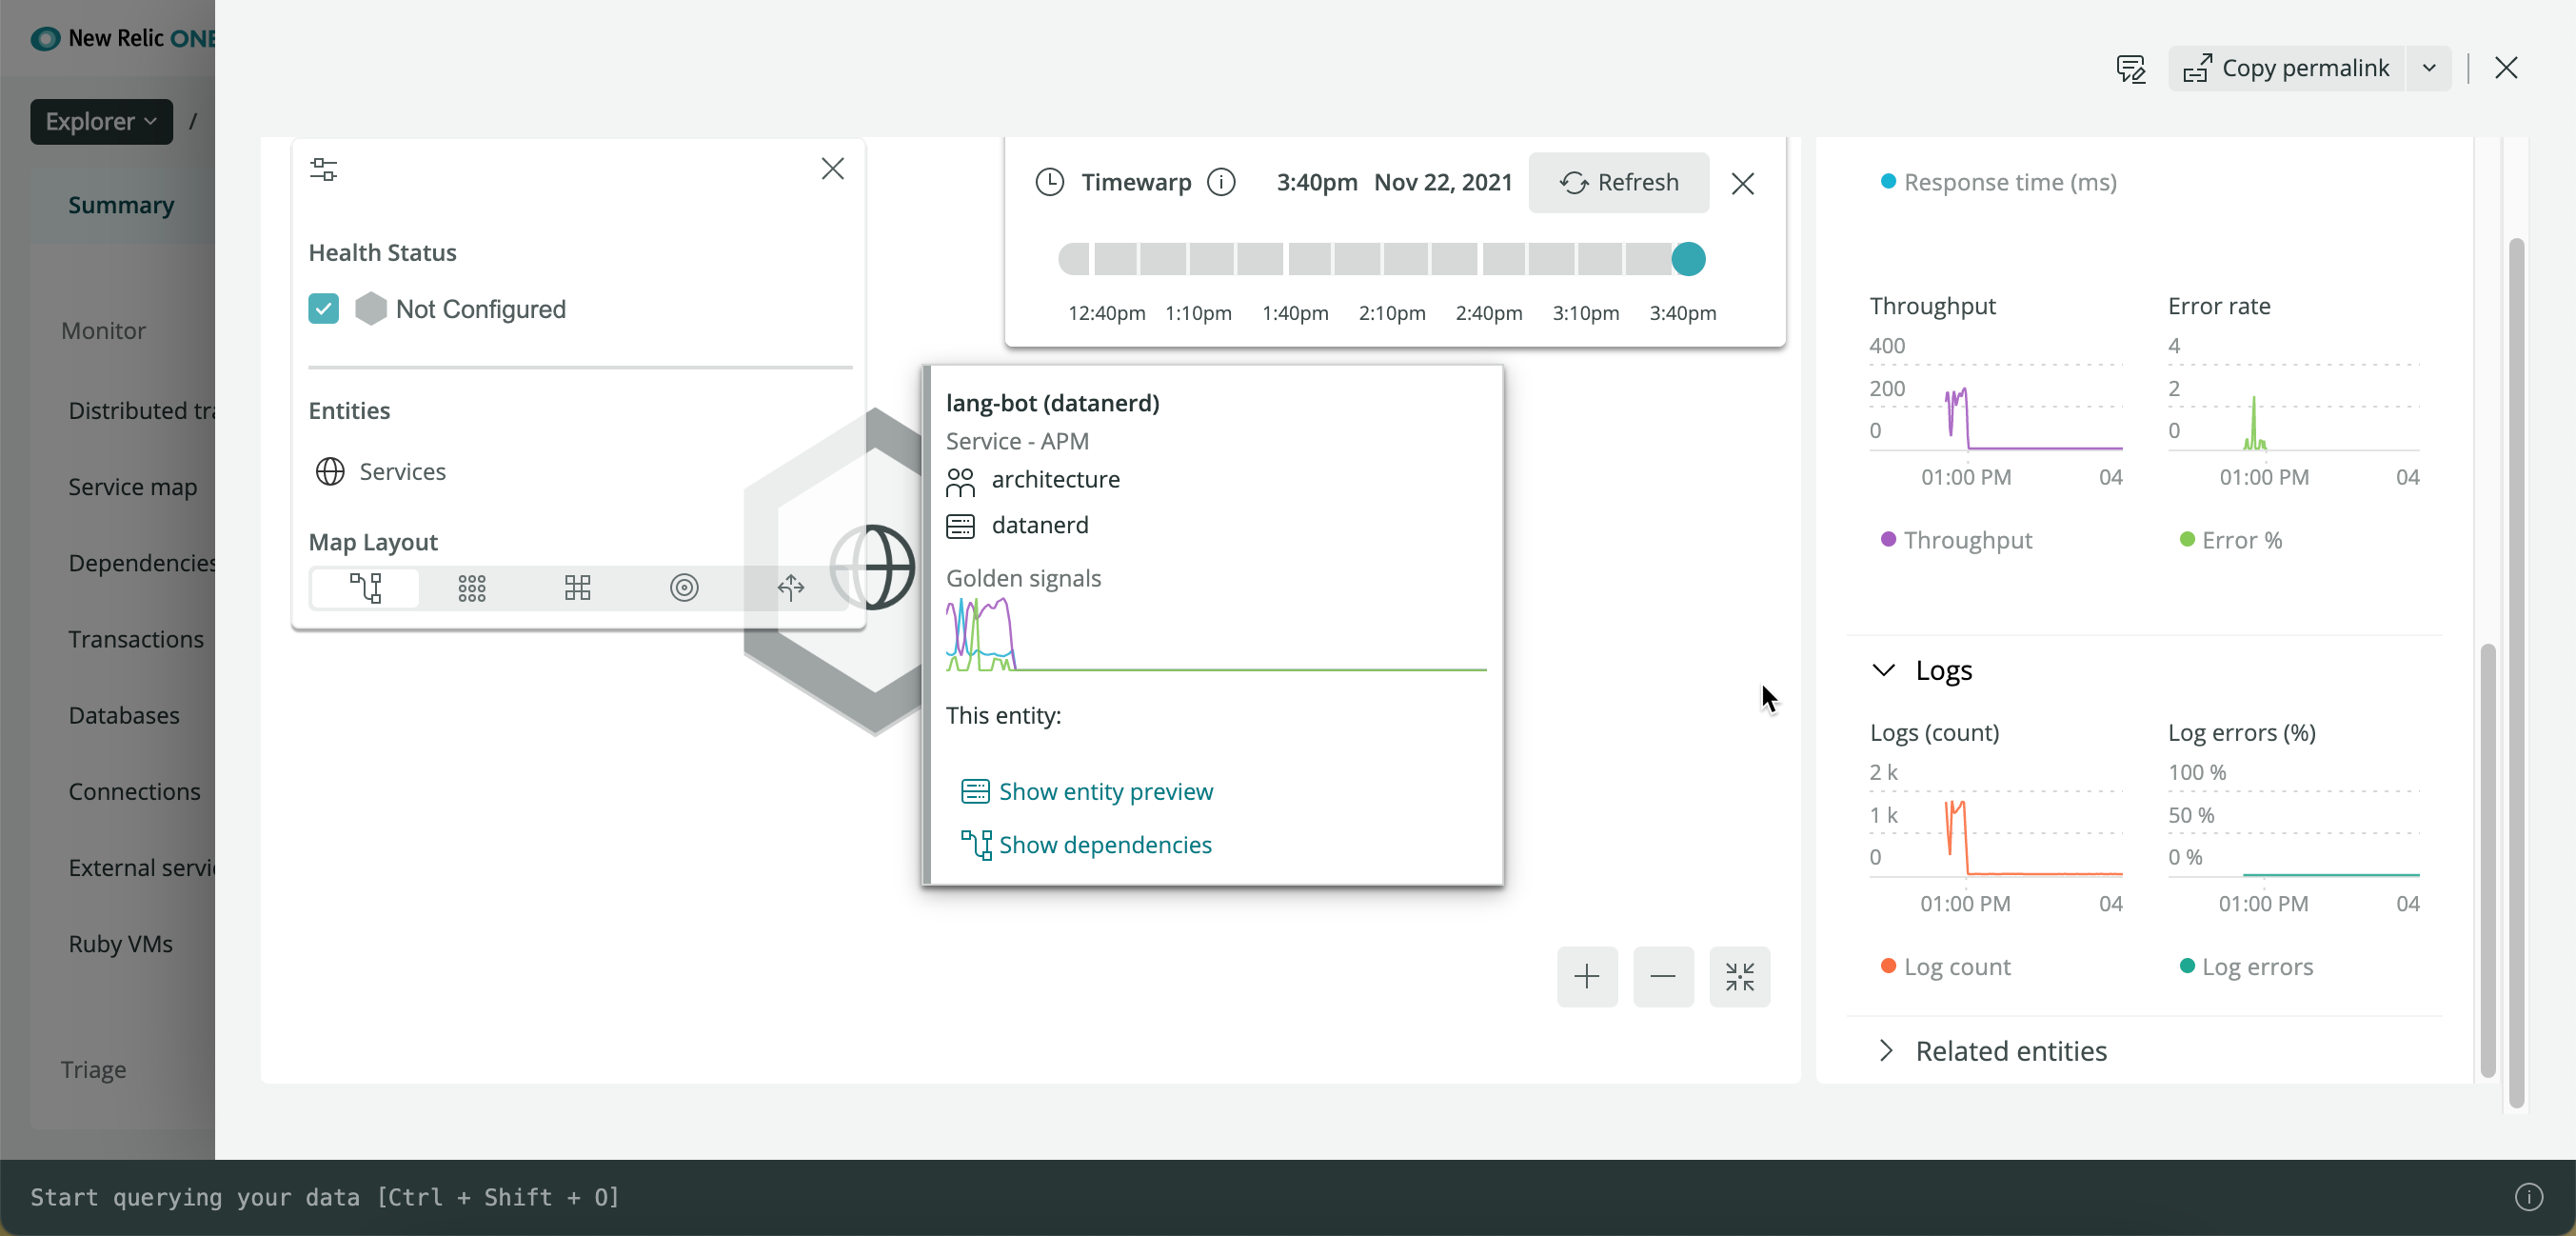 New Relic ONE
Explorer /
Summary
Monitor
Distributed tra
Service map
Dependencies
Transactions
Databases
Connections
External servi
Ruby VMs
Triage
Copy permalink
Health Status
Not Configured
Entities
Services
Map Layout
Timewarp 3:40pm Nov 22, 2021 Refresh
12:40pm 1:10pm 1:40pm 2:10pm 2:40pm 3:10pm 3:40pm
lang-bot (datanerd)
Service - APM
architecture
datanerd
Golden signals
This entity:
Show entity preview
Show dependencies
Response time (ms)
Throughput
400
200
0
01:00 PM 04
Throughput
Error rate
4
2
0
01:00 PM 04
Error %
Logs
Logs (count)
2 k
1 k
0
01:00 PM 04
Log count
Log errors (%)
100 %
50 %
0 %
01:00 PM 04
Log errors
Related entities
Start querying your data [Ctrl + Shift + O]